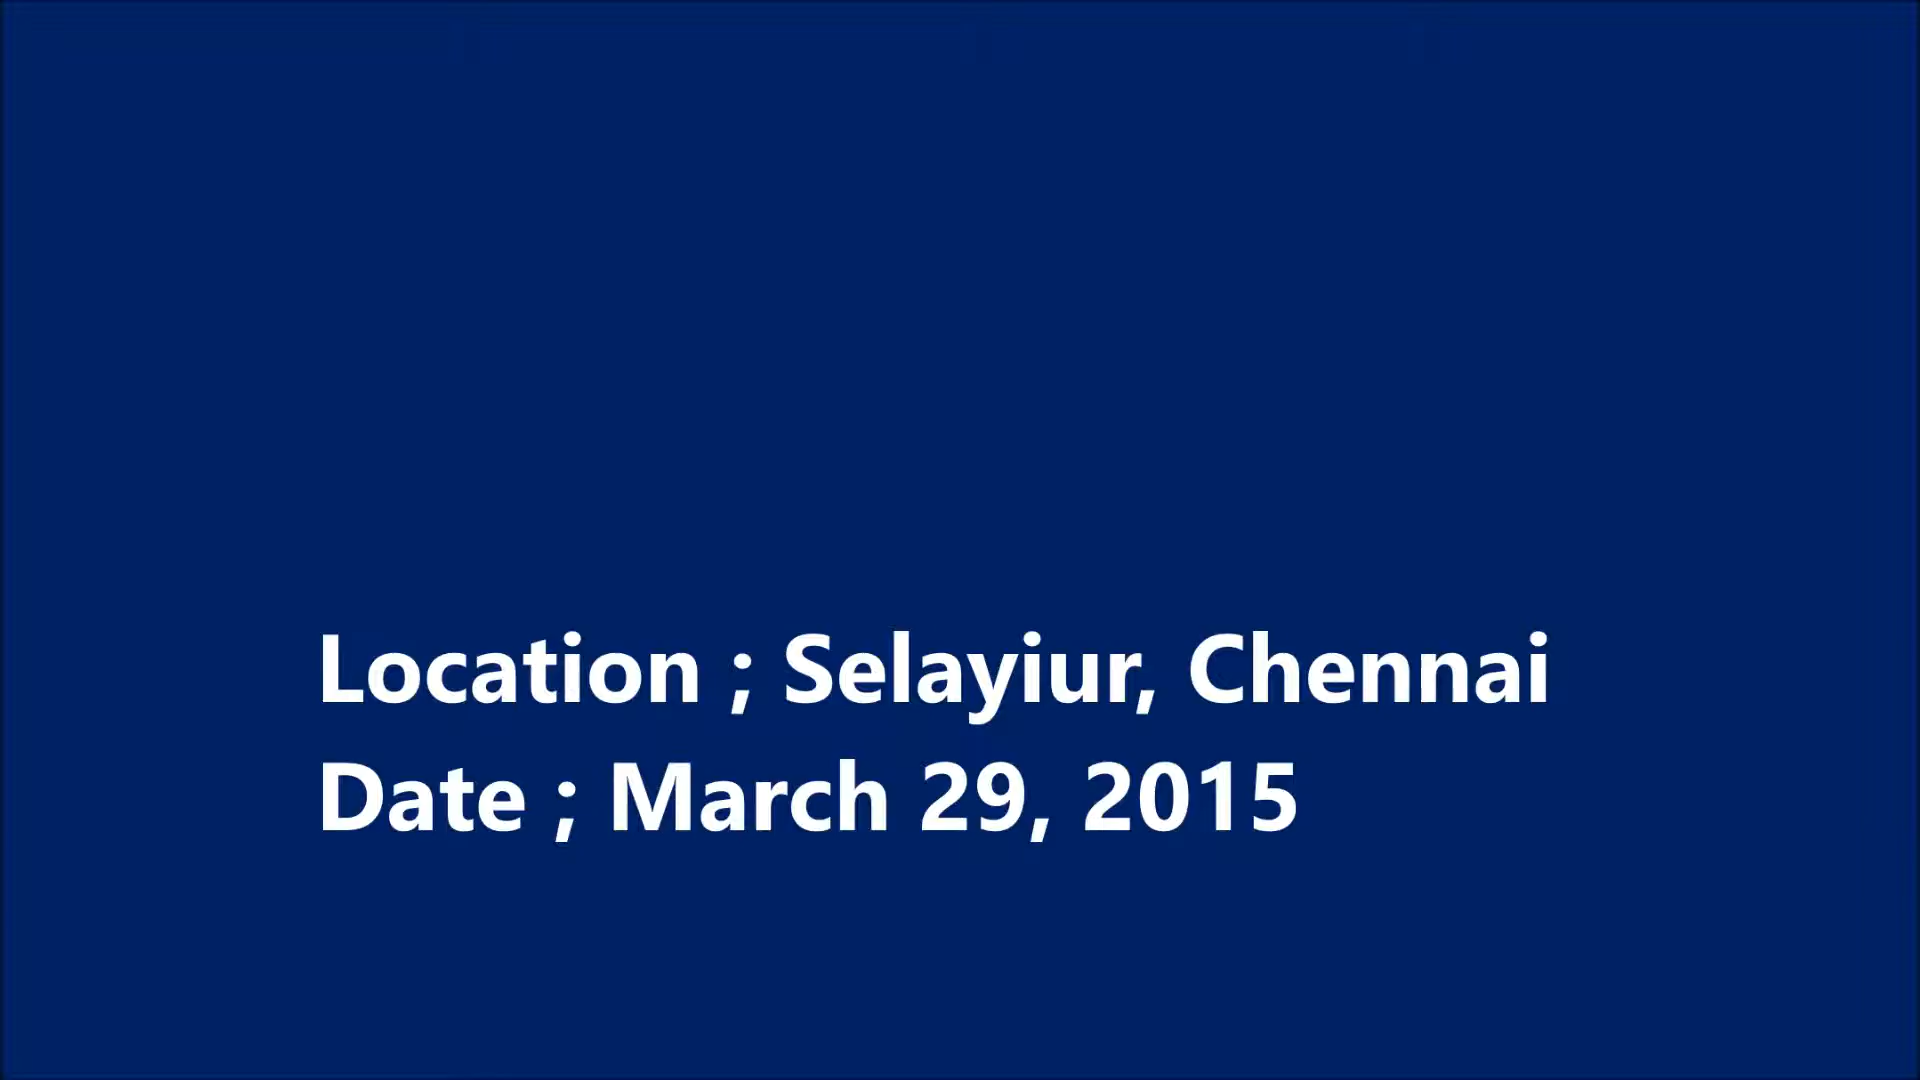 Location ; Selayiur, Chennai
Date ; March 29, 2015